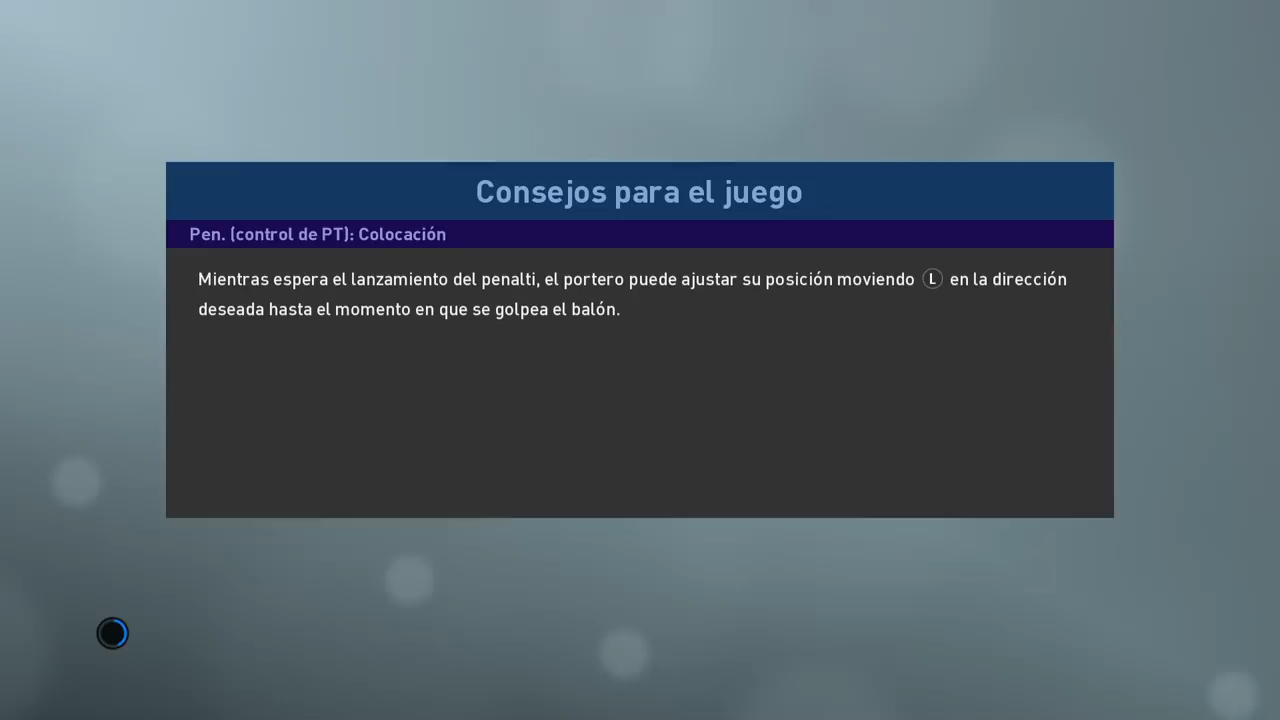 Consejos para el juego
Pen. (control de PT): Colocación
Mientras espera el lanzamiento del penalti, el portero puede ajustar su posición moviendo L en la dirección
deseada hasta el momento en que se golpea el balón.